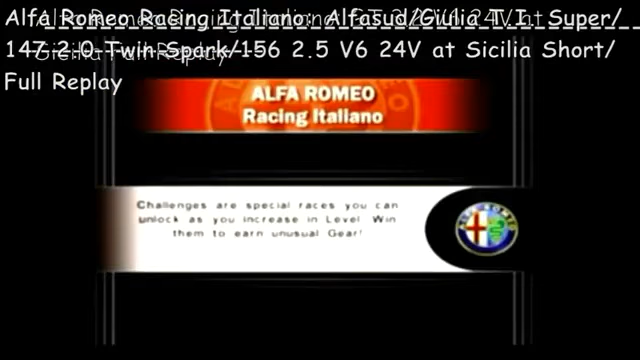 Alfa Romeo Racing Italiano: Alfasud/Giulia T.I. Super/
147 2.0 Twin Spark/156 2.5 V6 24V at Sicilia Short/
Full Replay
ALFA ROMEO
Racing Italiano
Challenges are special races you can
unlock as you increase in Level. Win
them to earn unusual Gear!
ALFA ROMEO